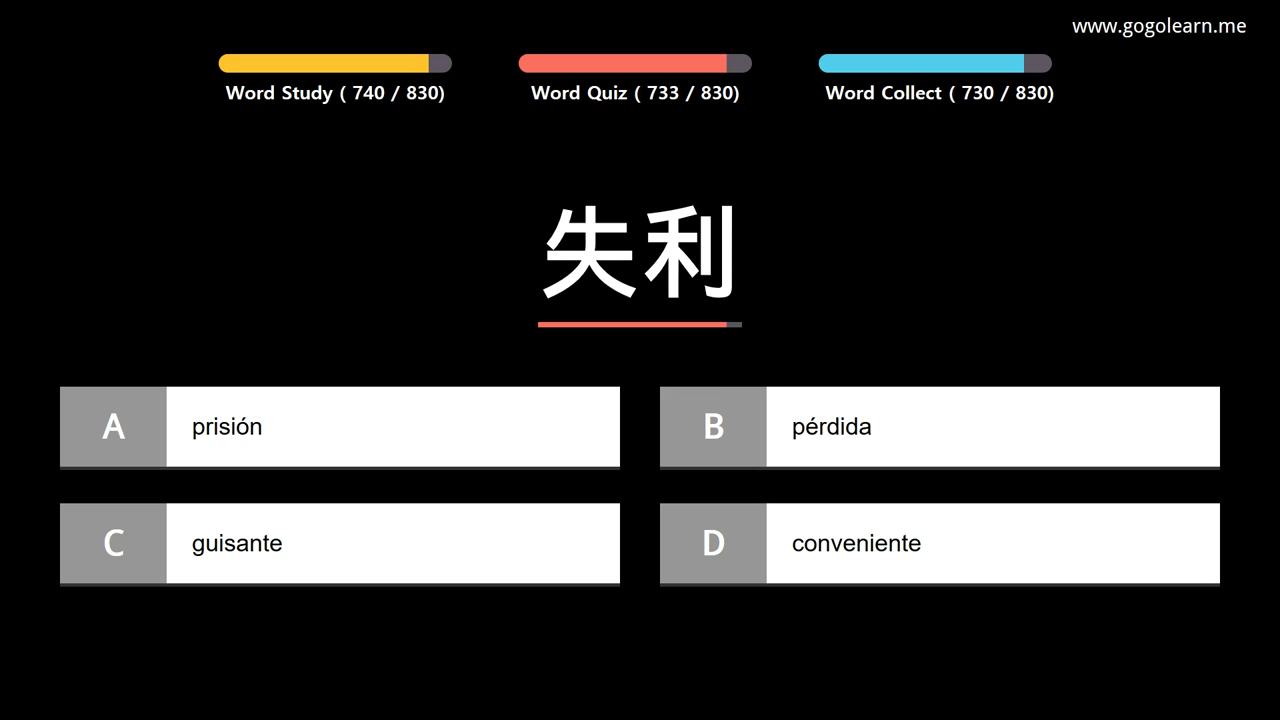 www.gogolearn.me
Word Study ( 740 / 830)
Word Quiz ( 733 / 830)
Word Collect ( 730 / 830)
失利
A prisión
B pérdida
C guisante
D conveniente